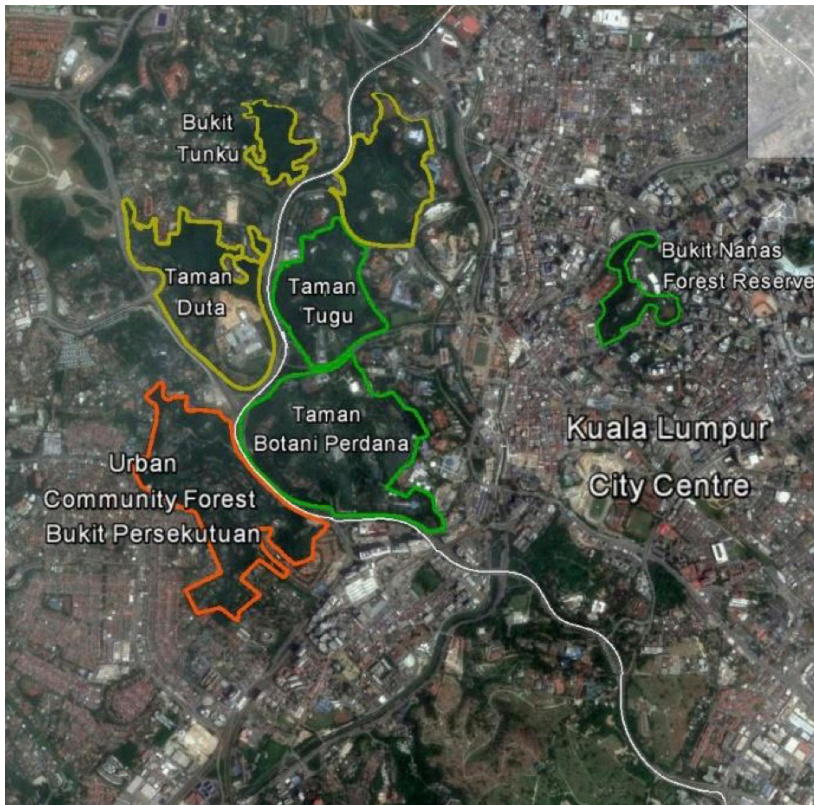 Bukit
Tunku
Taman
Duta
Taman
Tugu
Bukit Nanas
Forest Reserve
Taman
Botani Perdana
Kuala Lumpur
City Centre
Urban
Community Forest
Bukit Persekutuan